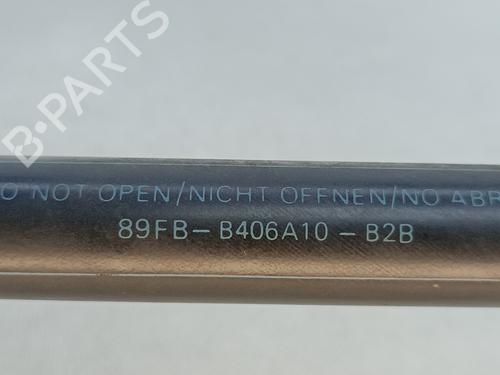 B-PARTS
O NOT OPEN/NICHT OFFNEN/NO ABR
89FB-B406A10-B2B